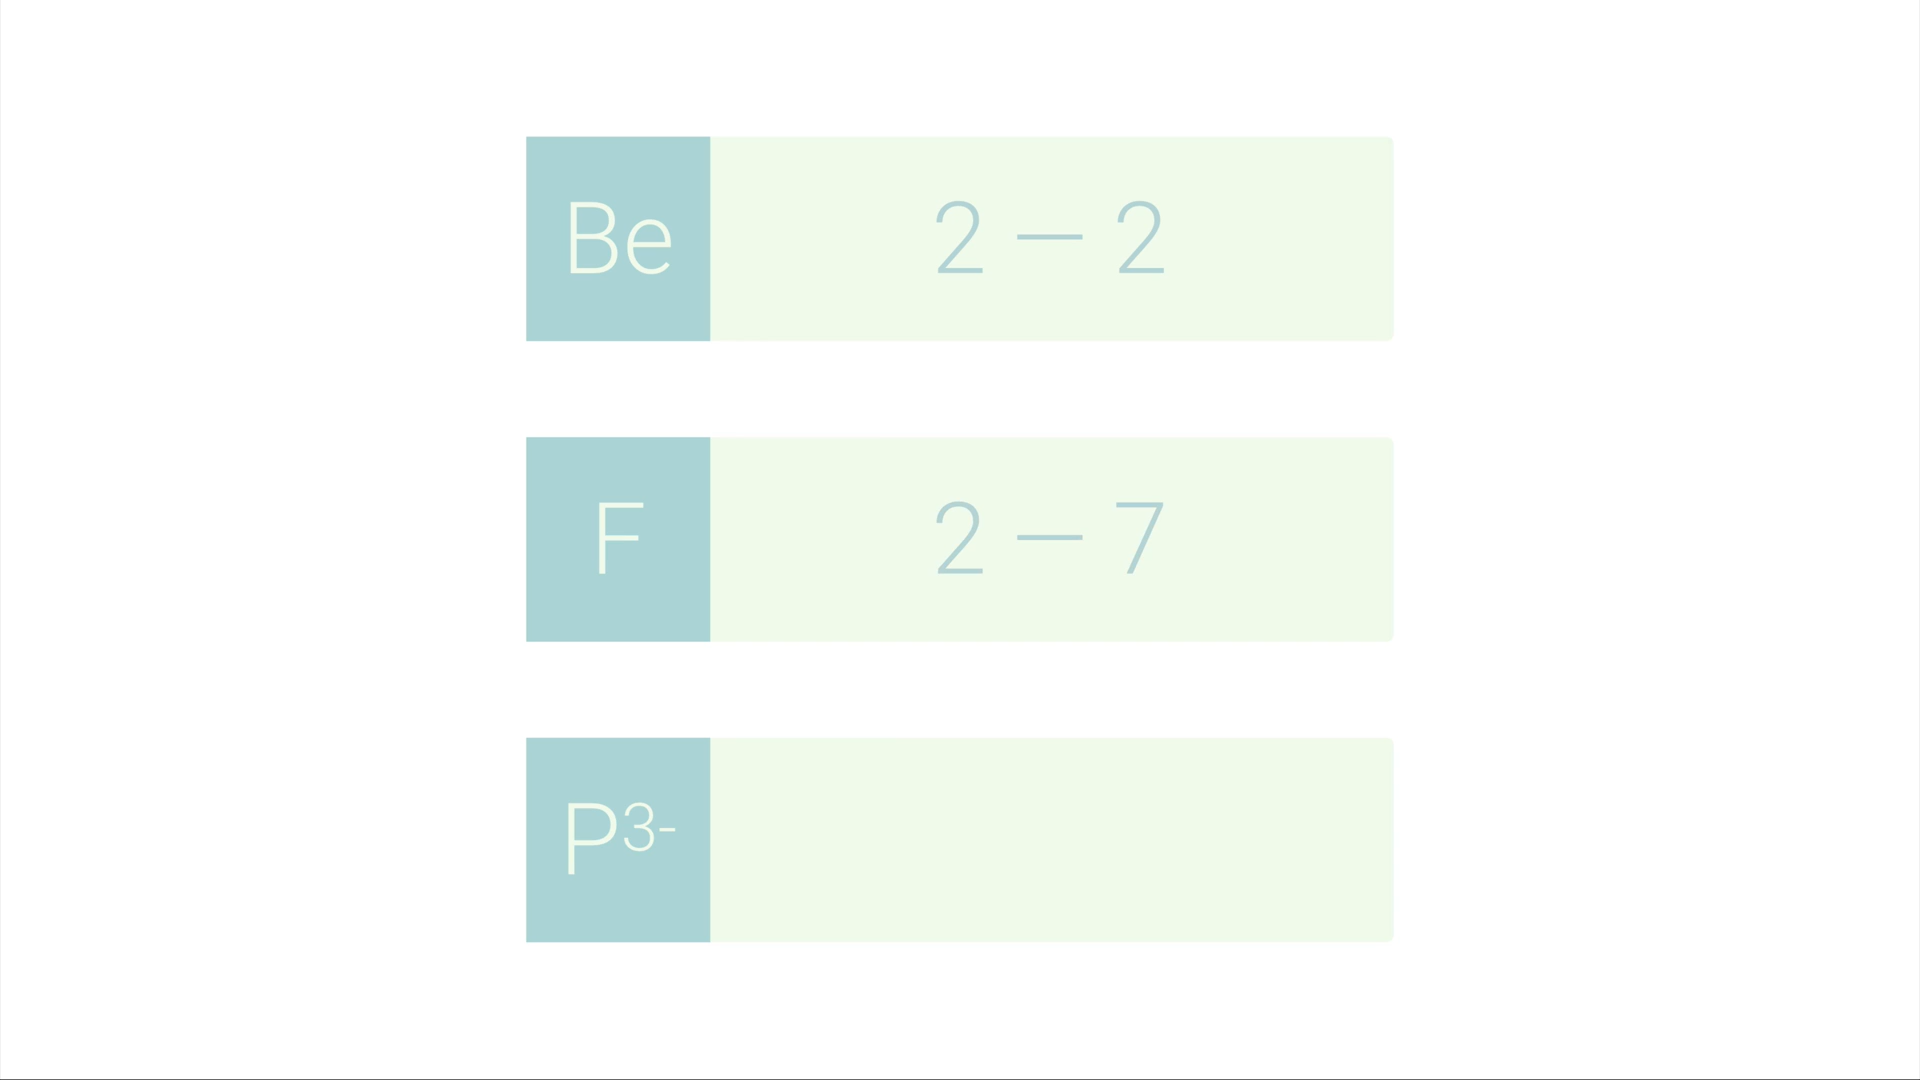 Be 2 — 2
F 2 — 7
P³⁻